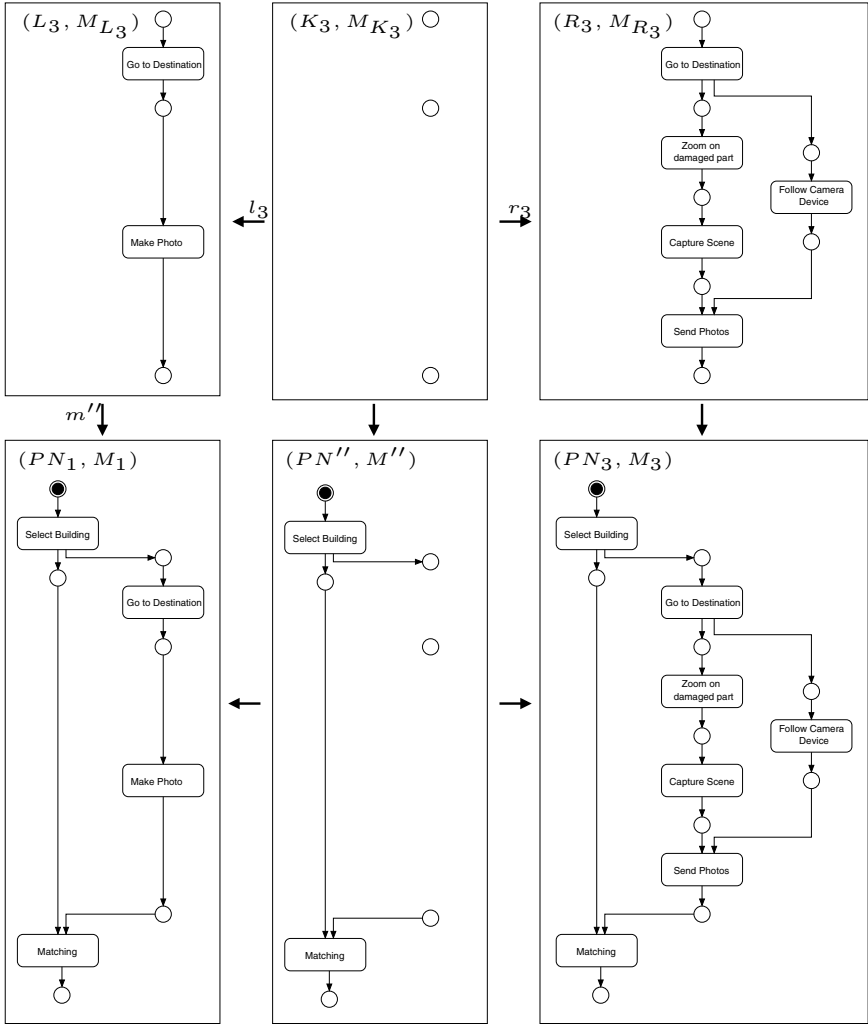 (L3, ML3)
Go to Destination
Make Photo
(K3, MK3)
(R3, MR3)
Go to Destination
Zoom on
damaged part
Follow Camera
Device
Capture Scene
Send Photos
l3
r3
m''
(PN1, M1)
Select Building
Go to Destination
Make Photo
Matching
(PN'', M'')
Select Building
Matching
(PN3, M3)
Select Building
Go to Destination
Zoom on
damaged part
Follow Camera
Device
Capture Scene
Send Photos
Matching